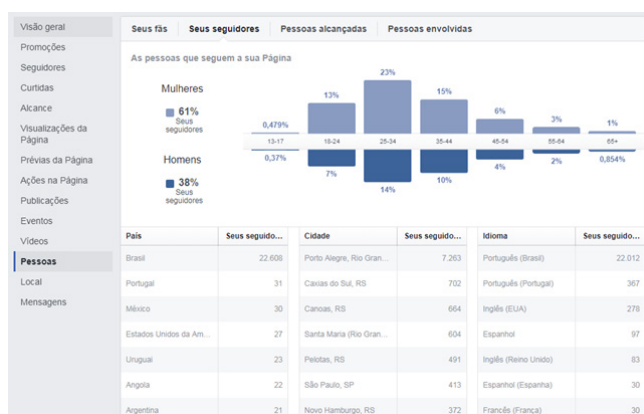 Visão geral
Promoções
Seguidores
Curtidas
Alcance
Visualizações da
Página
Prévias da Página
Ações na Página
Publicações
Eventos
Vídeos
Pessoas
Local
Mensagens
Seus fãs Seus seguidores Pessoas alcançadas Pessoas envolvidas
As pessoas que seguem a sua Página
Mulheres
61%
Seus
seguidores
0,479% 13% 23% 15% 6% 3% 1%
13-17 18-24 25-34 35-44 45-54 55-64 65+
Homens
38%
Seus
seguidores
0,37% 7% 14% 10% 4% 2% 0,854%
País Seus seguido... Cidade Seus seguido... Idioma Seus seguido...
Brasil 22.608 Porto Alegre, Rio Gran... 7.263 Português (Brasil) 22.012
Portugal 31 Caxias do Sul, RS 702 Português (Portugal) 367
México 30 Canoas, RS 664 Inglês (EUA) 278
Estados Unidos da Am... 27 Santa Maria (Rio Gran... 604 Espanhol 97
Uruguai 23 Pelotas, RS 491 Inglês (Reino Unido) 83
Angola 22 São Paulo, SP 413 Espanhol (Espanha) 30
Argentina 21 Novo Hamburgo, RS 372 Francês (França) 30